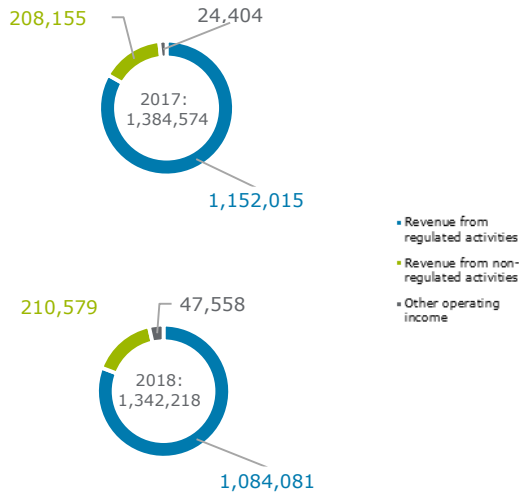 208,155
24,404
2017:
1,384,574
1,152,015
Revenue from
regulated activities
Revenue from non-
regulated activities
Other operating
income
210,579
47,558
2018:
1,342,218
1,084,081